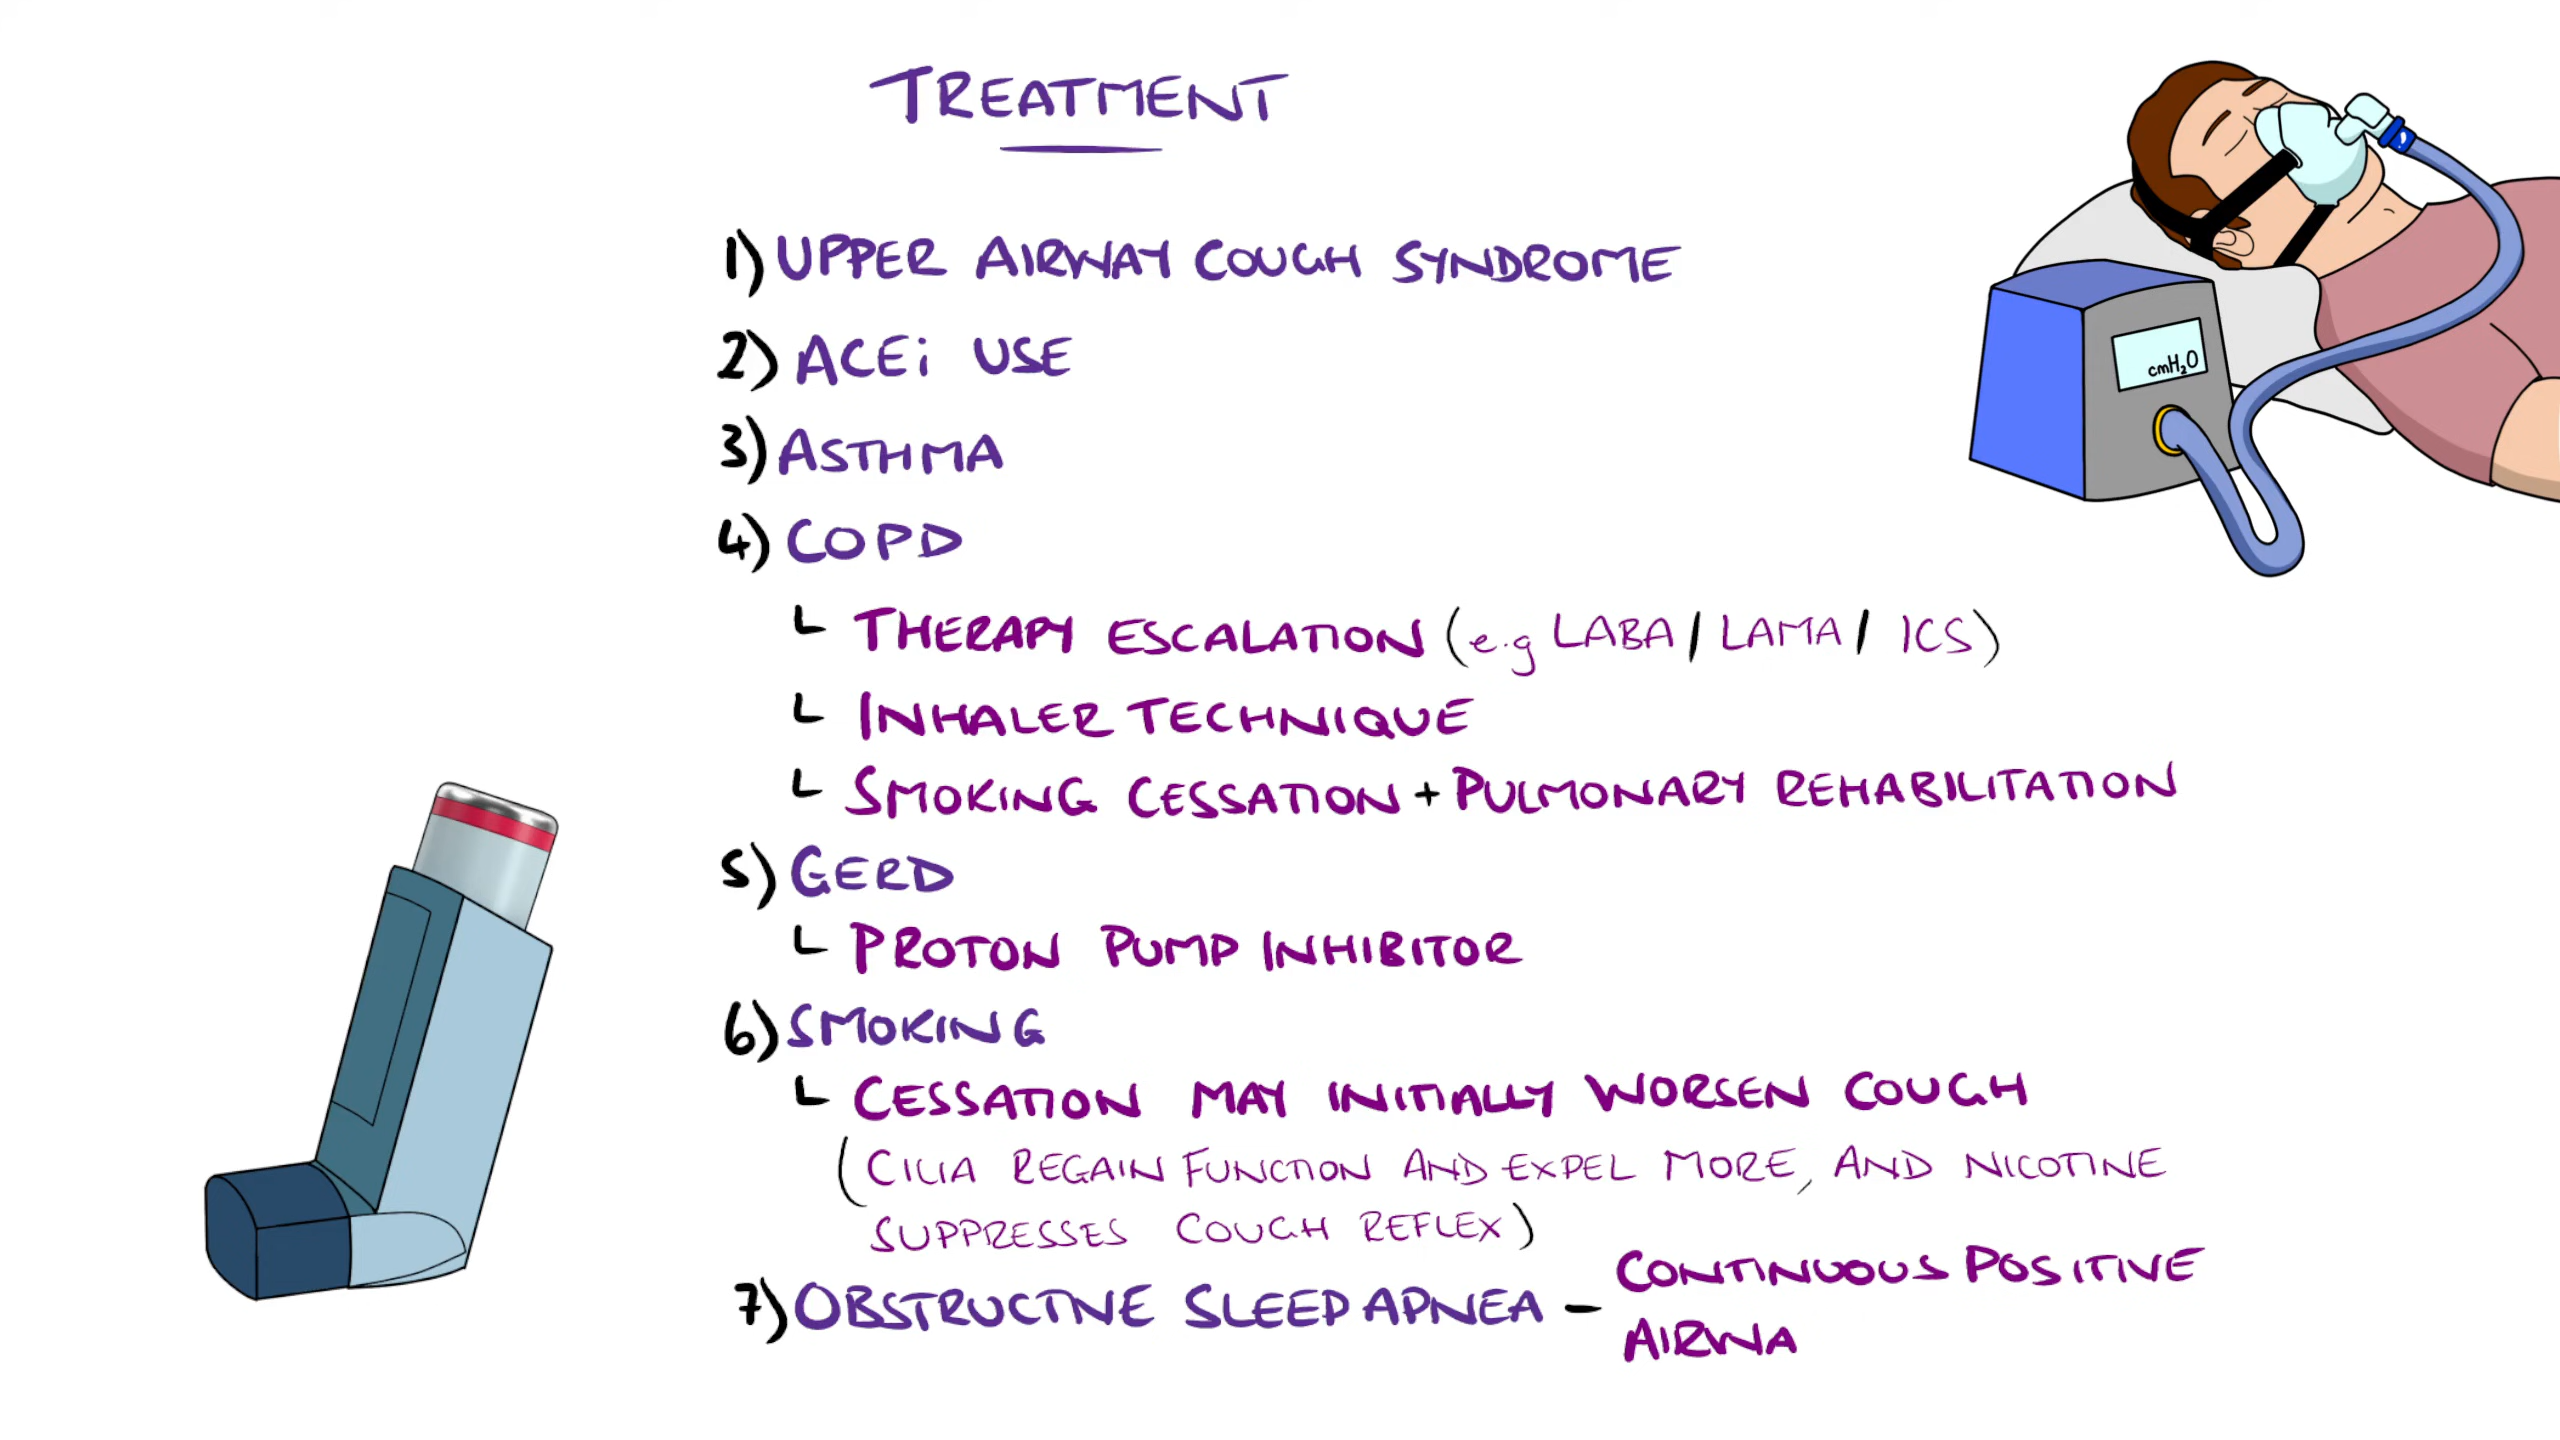 TREATMENT
1) UPPER AIRWAY COUGH SYNDROME
2) ACEi USE
3) ASTHMA
4) COPD
THERAPY ESCALATION (e.g LABA / LAMA / ICS)
INHALER TECHNIQUE
SMOKING CESSATION + PULMONARY REHABILITATION
5) GERD
PROTON PUMP INHIBITOR
6) SMOKING
CESSATION MAY INITIALLY WORSEN COUGH
(CILIA REGAIN FUNCTION AND EXPEL MORE, AND NICOTINE
SUPPRESSES COUGH REFLEX)
7) OBSTRUCTIVE SLEEP APNEA - CONTINUOUS POSITIVE
AIRWA
cmH₂O